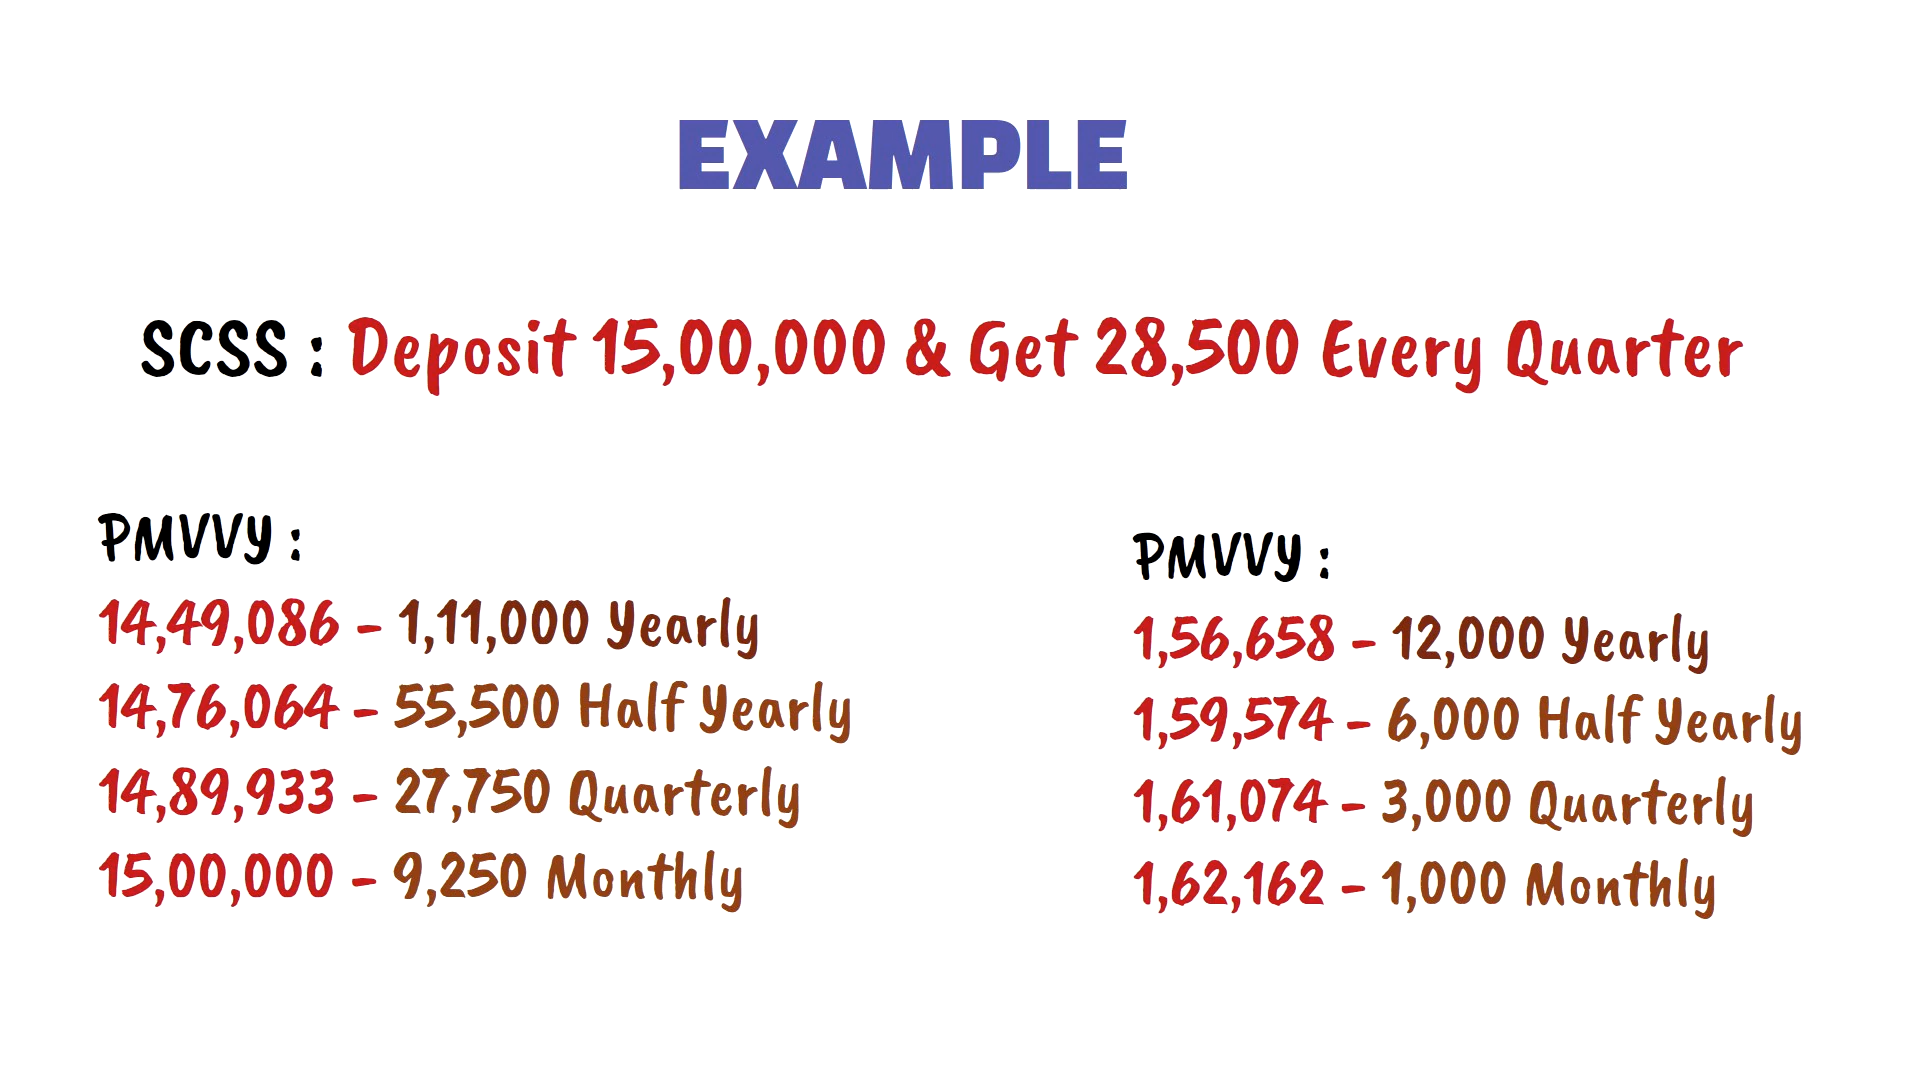 EXAMPLE
SCSS : Deposit 15,00,000 & Get 28,500 Every Quarter
PMVVY :
14,49,086 - 1,11,000 Yearly
14,76,064 - 55,500 Half Yearly
14,89,933 - 27,750 Quarterly
15,00,000 - 9,250 Monthly
PMVVY :
1,56,658 - 12,000 Yearly
1,59,574 - 6,000 Half Yearly
1,61,074 - 3,000 Quarterly
1,62,162 - 1,000 Monthly